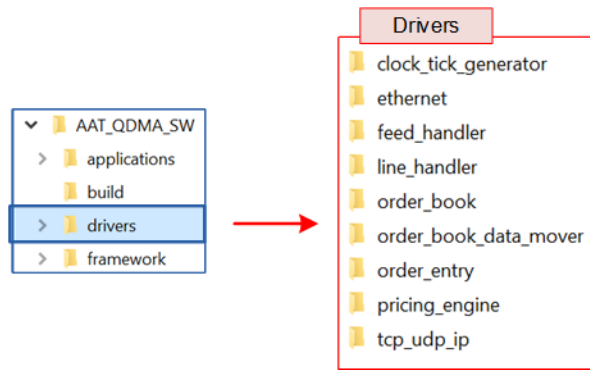 AAT_QDMA_SW
applications
build
drivers
framework
Drivers
clock_tick_generator
ethernet
feed_handler
line_handler
order_book
order_book_data_mover
order_entry
pricing_engine
tcp_udp_ip